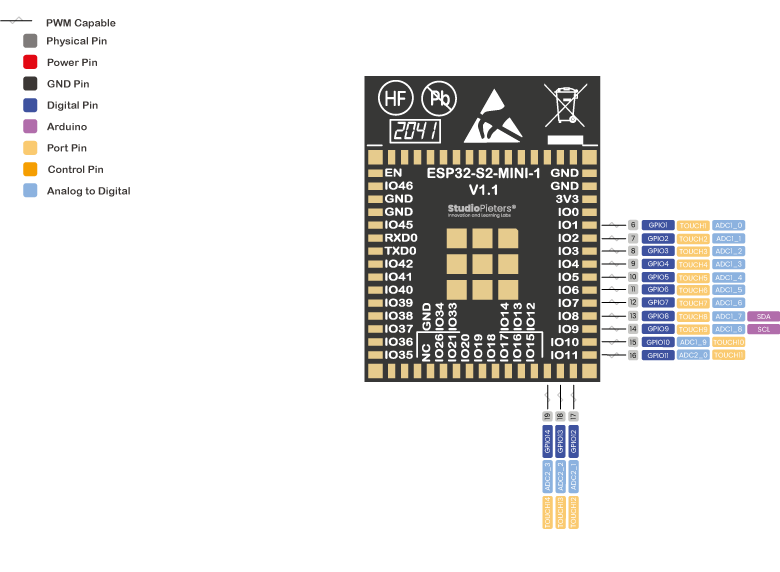 PWM Capable
Physical Pin
Power Pin
GND Pin
Digital Pin
Arduino
Port Pin
Control Pin
Analog to Digital
HF
Pb
2041
ESP32-S2-MINI-1
V1.1
StudioPieters®
Innovation and Learning Labs
EN
IO46
GND
GND
IO45
RXD0
TXD0
IO42
IO41
IO40
IO39
IO38
IO37
IO36
IO35
GND
IO34
IO33
IO14
IO13
IO12
NC
IO26
IO21
IO20
IO19
IO18
IO17
IO16
IO15
GND
GND
3V3
IO0
IO1
IO2
IO3
IO4
IO5
IO6
IO7
IO8
IO9
IO10
IO11
6 GPIO1 TOUCH1 ADC1_0
7 GPIO2 TOUCH2 ADC1_1
8 GPIO3 TOUCH3 ADC1_2
9 GPIO4 TOUCH4 ADC1_3
10 GPIO5 TOUCH5 ADC1_4
11 GPIO6 TOUCH6 ADC1_5
12 GPIO7 TOUCH7 ADC1_6
13 GPIO8 TOUCH8 ADC1_7 SDA
14 GPIO9 TOUCH9 ADC1_8 SCL
15 GPIO10 ADC1_9 TOUCH10
16 GPIO11 ADC2_0 TOUCH11
19 GPIO14 ADC2_3 TOUCH14
18 GPIO13 ADC2_2 TOUCH13
17 GPIO12 ADC2_1 TOUCH12